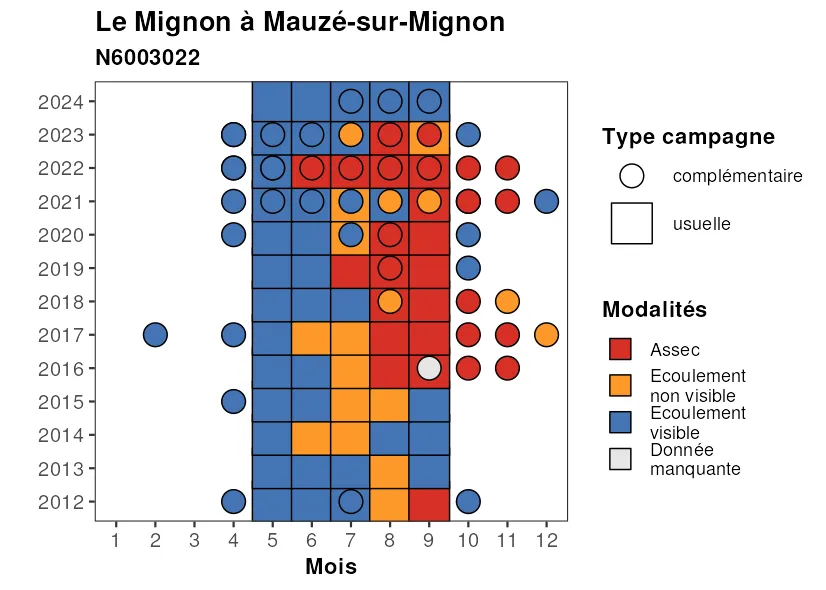 Le Mignon à Mauzé-sur-Mignon
N6003022
2024
2023
2022
2021
2020
2019
2018
2017
2016
2015
2014
2013
2012
1 2 3 4 5 6 7 8 9 10 11 12
Mois
Type campagne
complémentaire
usuelle
Modalités
Assec
Ecoulement
non visible
Ecoulement
visible
Donnée
manquante